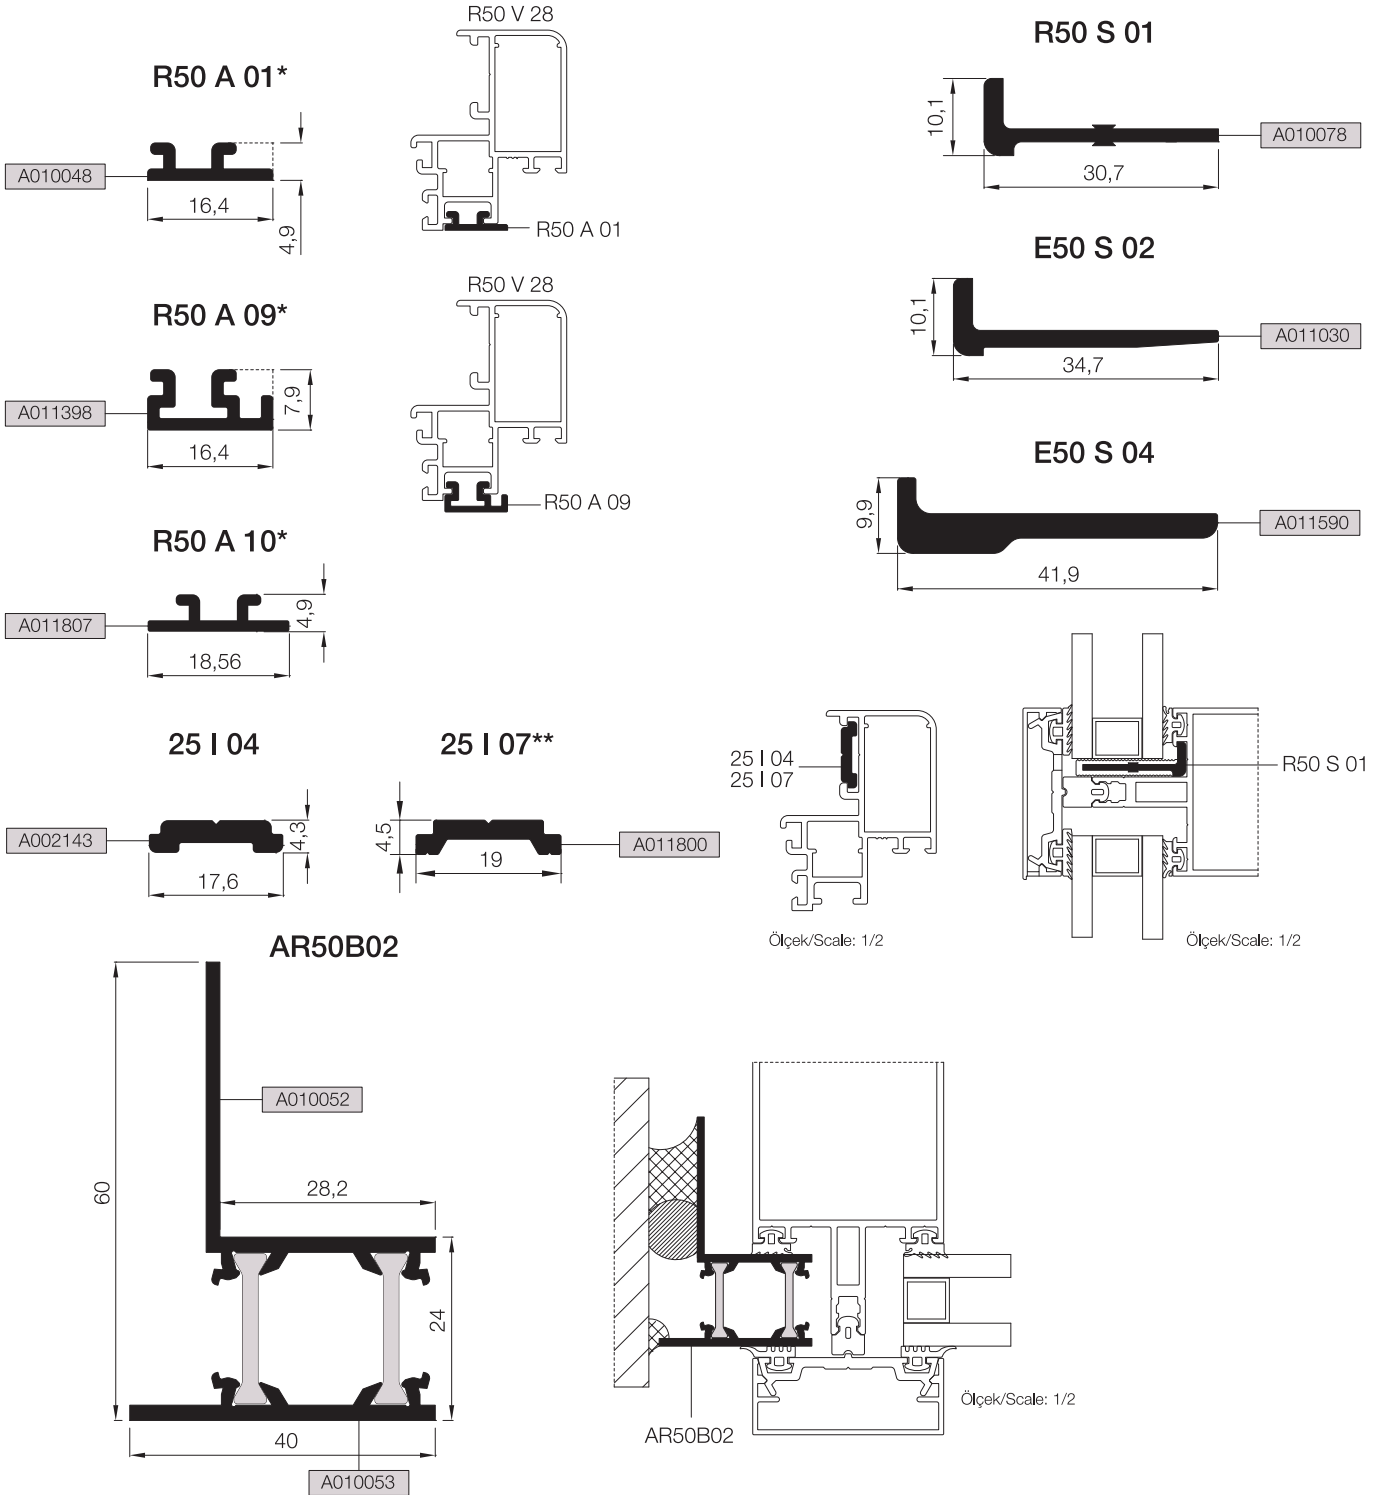 R50 V 28
R50 A 01*
A010048
16,4
4,9
R50 A 01
R50 S 01
10,1
A010078
30,7
R50 V 28
R50 A 09*
A011398
7,9
16,4
R50 A 09
E50 S 02
10,1
A011030
34,7
E50 S 04
9,9
A011590
41,9
R50 A 10*
A011807
4,9
18,56
25 I 04
A002143
4,3
17,6
25 I 07**
4,5
19
A011800
25 I 04
25 I 07
Ölçek/Scale: 1/2
R50 S 01
Ölçek/Scale: 1/2
AR50B02
A010052
60
28,2
24
40
A010053
AR50B02
Ölçek/Scale: 1/2